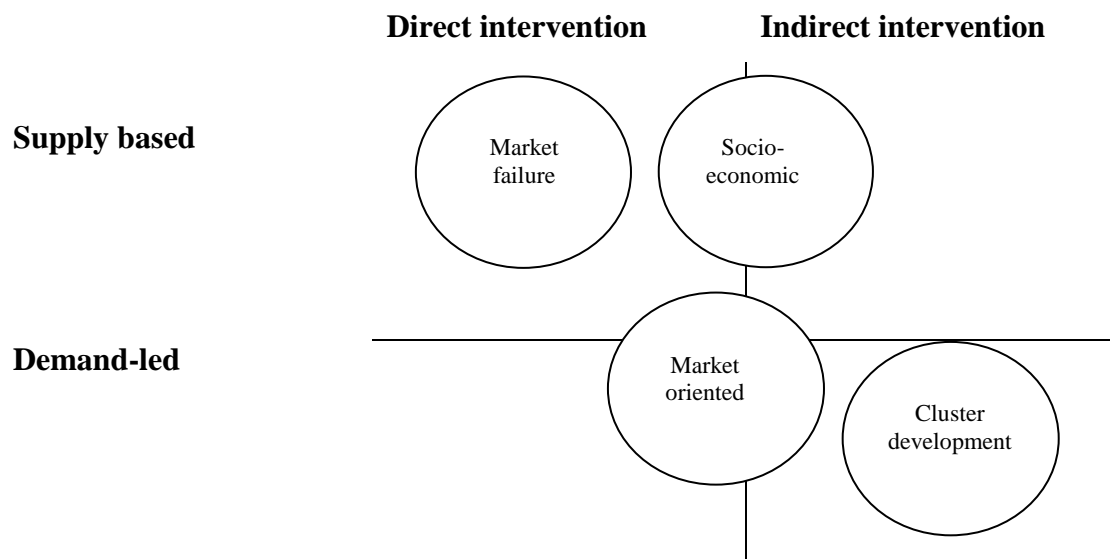 Direct intervention
Indirect intervention
Supply based
Market
failure
Socio-
economic
Demand-led
Market
oriented
Cluster
development